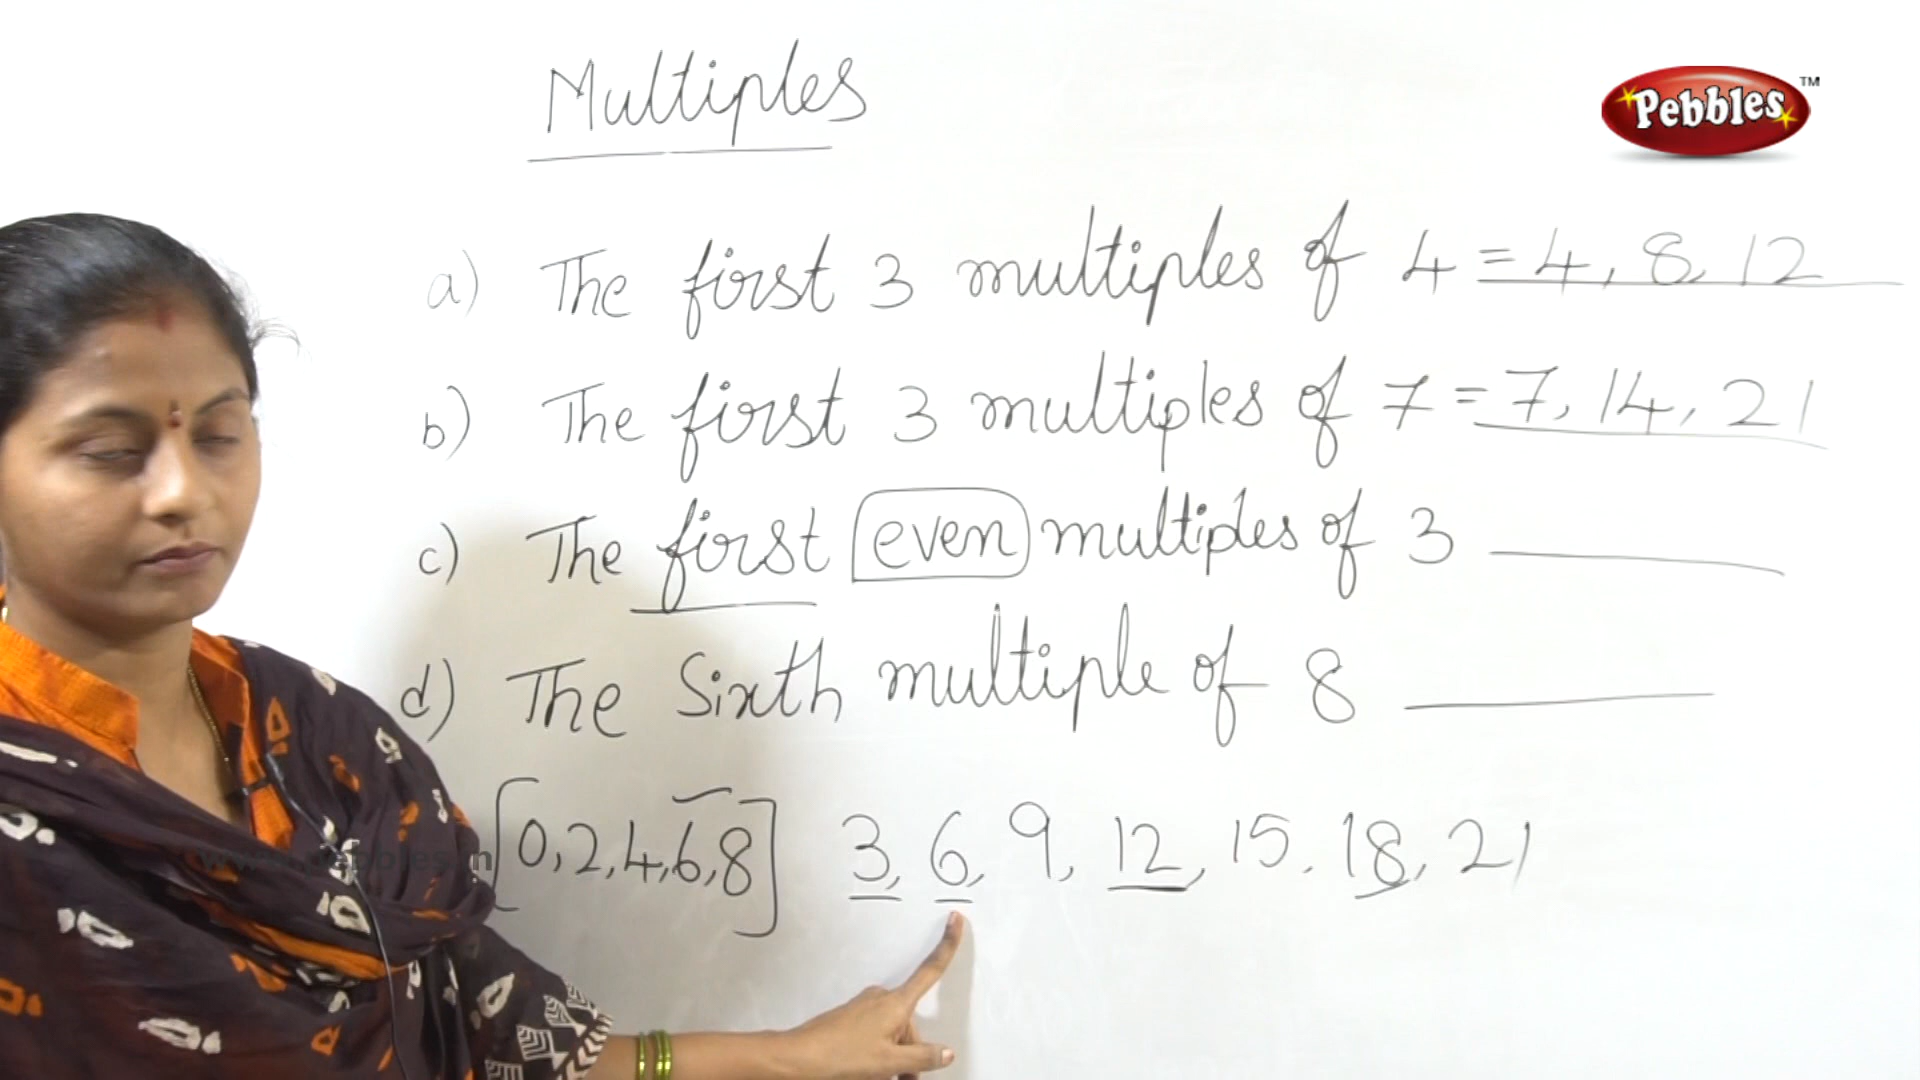 Multiples
Pebbles™
a) The first 3 multiples of 4 = 4, 8, 12
b) The first 3 multiples of 7 = 7, 14, 21
c) The first even multiples of 3
d) The Sixth multiple of 8
[0,2,4,6,8] 3, 6, 9, 12, 15, 18, 21